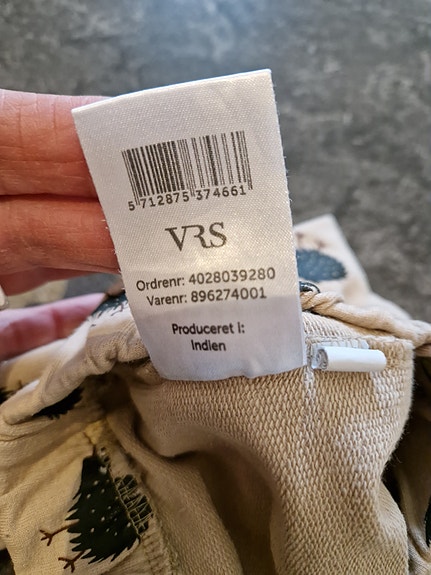 5 712875 374661
VRS
Ordrenr: 4028039280
Varenr: 896274001
Produceret I:
Indien